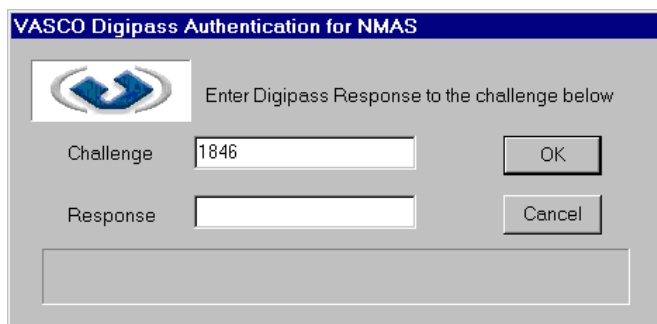 VASCO Digipass Authentication for NMAS
Enter Digipass Response to the challenge below
Challenge 1846 OK
Response Cancel